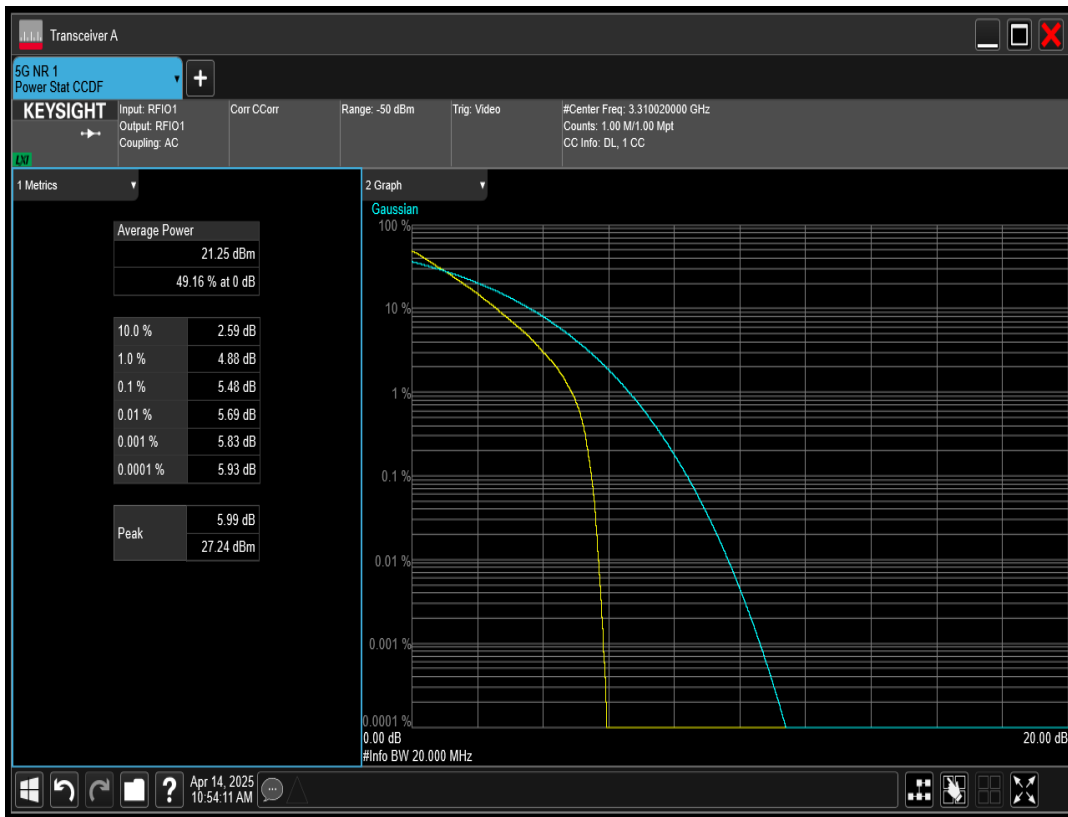 Transceiver A
5G NR 1
Power Stat CCDF
KEYSIGHT
LXI
Input: RFIO1
Output: RFIO1
Coupling: AC
Corr CCorr
Range: -50 dBm
Trig: Video
#Center Freq: 3.310020000 GHz
Counts: 1.00 M/1.00 Mpt
CC Info: DL, 1 CC
1 Metrics
Average Power
21.25 dBm
49.16 % at 0 dB
10.0 % 2.59 dB
1.0 % 4.88 dB
0.1 % 5.48 dB
0.01 % 5.69 dB
0.001 % 5.83 dB
0.0001 % 5.93 dB
Peak
5.99 dB
27.24 dBm
2 Graph
Gaussian
100 %
10 %
1 %
0.1 %
0.01 %
0.001 %
0.0001 %
0.00 dB 20.00 dB
#Info BW 20.000 MHz
Apr 14, 2025
10:54:11 AM